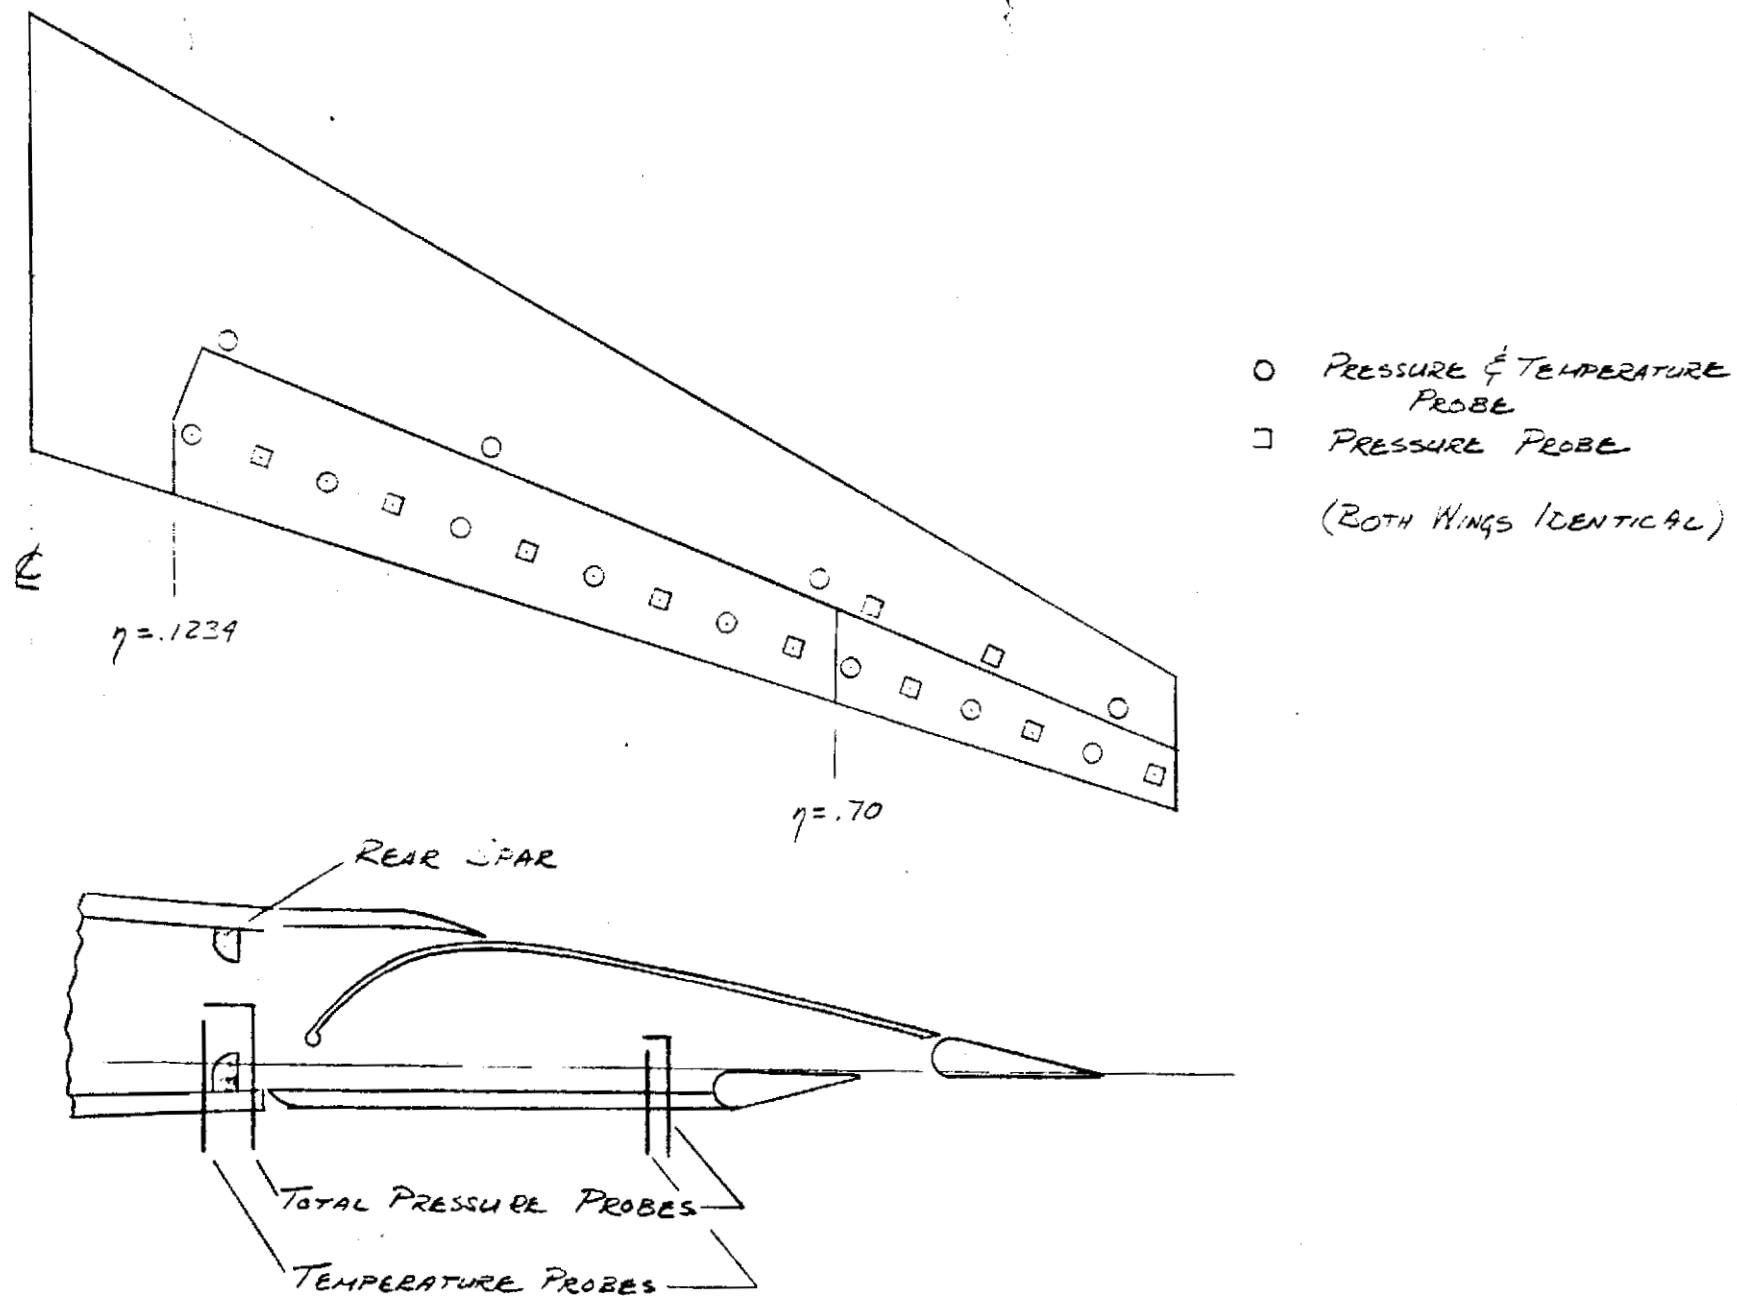 ○ PRESSURE & TEMPERATURE
PROBE
□ PRESSURE PROBE
(BOTH WINGS IDENTICAL)
℄
η=.1234
η=.70
REAR SPAR
TOTAL PRESSURE PROBES
TEMPERATURE PROBES